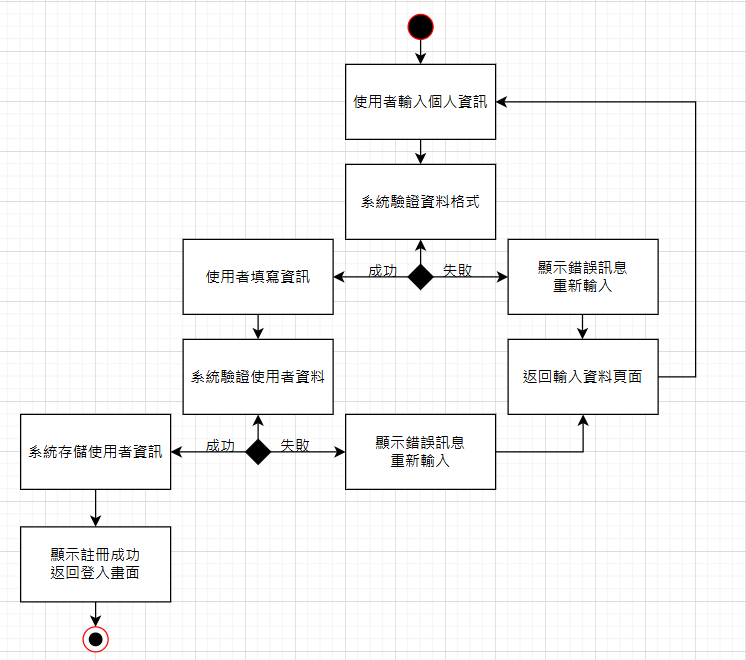 使用者輸入個人資訊
系統驗證資料格式
成功
失敗
使用者填寫資訊
顯示錯誤訊息
重新輸入
系統驗證使用者資料
返回輸入資料頁面
成功
失敗
系統存儲使用者資訊
顯示錯誤訊息
重新輸入
顯示註冊成功
返回登入畫面